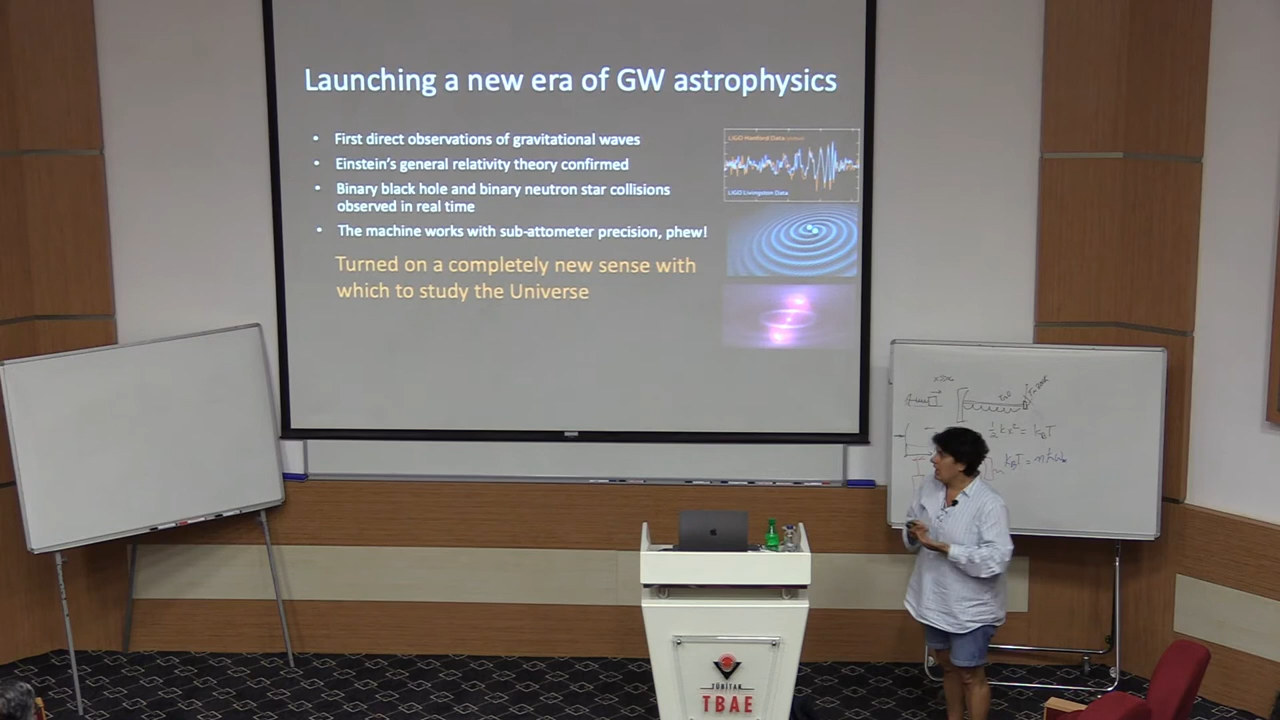 Launching a new era of GW astrophysics
• First direct observations of gravitational waves
• Einstein's general relativity theory confirmed
• Binary black hole and binary neutron star collisions
observed in real time
• The machine works with sub-attometer precision, phew!
Turned on a completely new sense with
which to study the Universe
LIGO Hanford Data
LIGO Livingston Data
½kx² = k_BT
k_BT = nħω
TÜBİTAK
TBAE